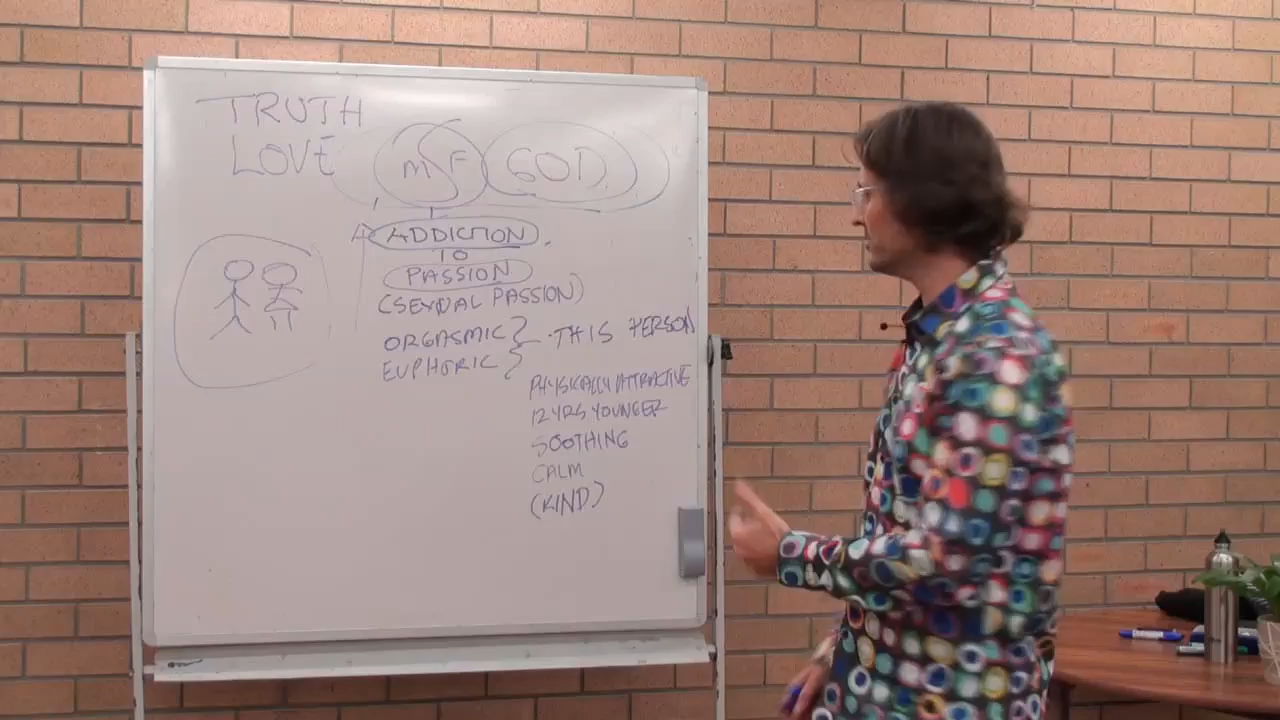 TRUTH
LOVE
M F GOD
ADDICTION
TO
PASSION
(SEXUAL PASSION)
ORGASMIC } · THIS PERSON
EUPHORIC }
PHYSICALLY ATTRACTIVE
12 YRS YOUNGER
SOOTHING
CALM
(KIND)